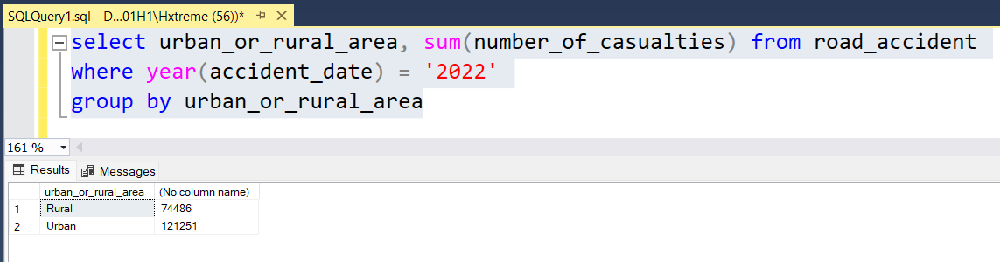 SQLQuery1.sql - D...01H1\Hxtreme (56))*
select urban_or_rural_area, sum(number_of_casualties) from road_accident
where year(accident_date) = '2022'
group by urban_or_rural_area
161 %
Results Messages
urban_or_rural_area (No column name)
1 Rural 74486
2 Urban 121251